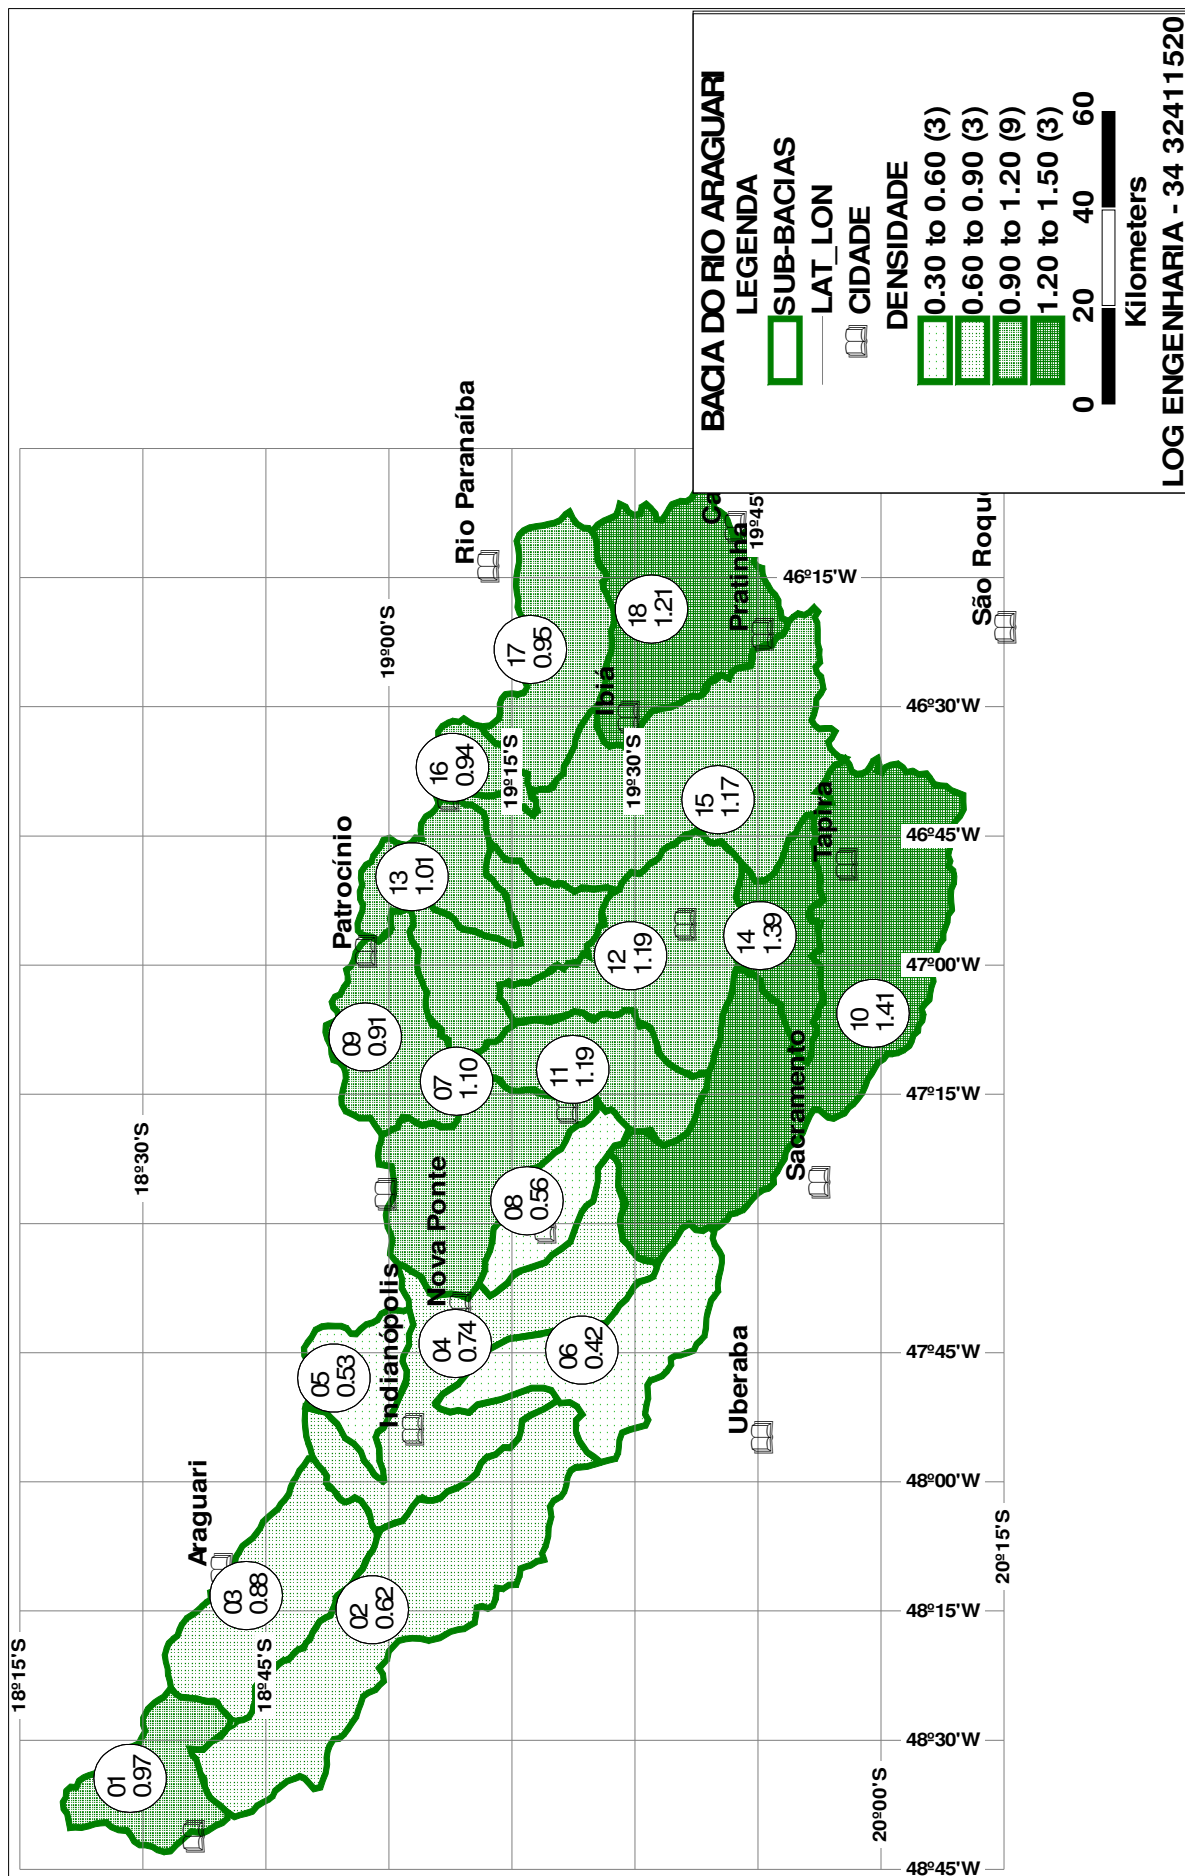 18º15'S
18º30'S
18º45'S
19º00'S
19º15'S
19º30'S
19º45'
20º00'S
20º15'S
48º45'W
48º30'W
48º15'W
48º00'W
47º45'W
47º15'W
47º00'W
46º45'W
46º30'W
46º15'W
Araguari
Indianópolis
Nova Ponte
Patrocínio
Rio Paranaíba
Ibiá
Pratinha
Ca
Tapira
Sacramento
Uberaba
São Roqu
01
0.97
02
0.62
03
0.88
04
0.74
05
0.53
06
0.42
07
1.10
08
0.56
09
0.91
10
1.41
11
1.19
12
1.19
13
1.01
14
1.39
15
1.17
16
0.94
17
0.95
18
1.21
BACIA DO RIO ARAGUARI
LEGENDA
SUB-BACIAS
LAT_LON
CIDADE
DENSIDADE
0.30 to 0.60 (3)
0.60 to 0.90 (3)
0.90 to 1.20 (9)
1.20 to 1.50 (3)
0 20 40 60
Kilometers
LOG ENGENHARIA - 34 32411520